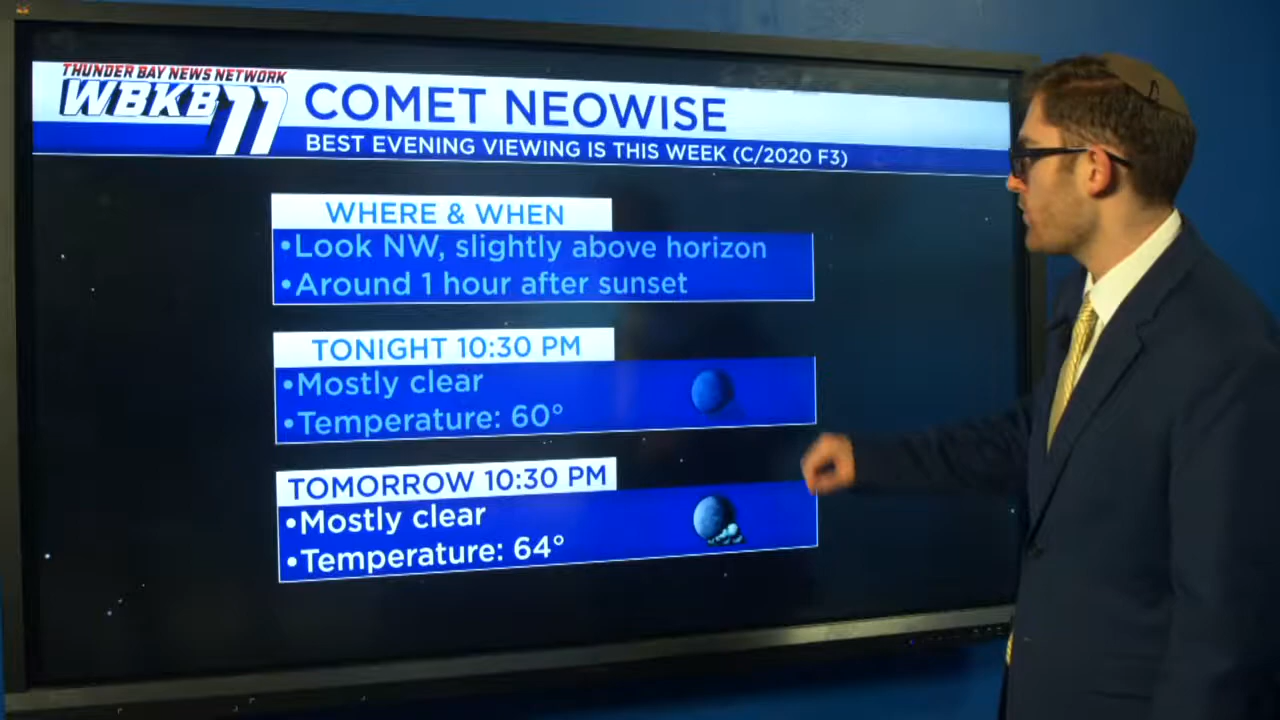 THUNDER BAY NEWS NETWORK
WBKB 11
COMET NEOWISE
BEST EVENING VIEWING IS THIS WEEK (C/2020 F3)
WHERE & WHEN
•Look NW, slightly above horizon
•Around 1 hour after sunset
TONIGHT 10:30 PM
•Mostly clear
•Temperature: 60°
TOMORROW 10:30 PM
•Mostly clear
•Temperature: 64°